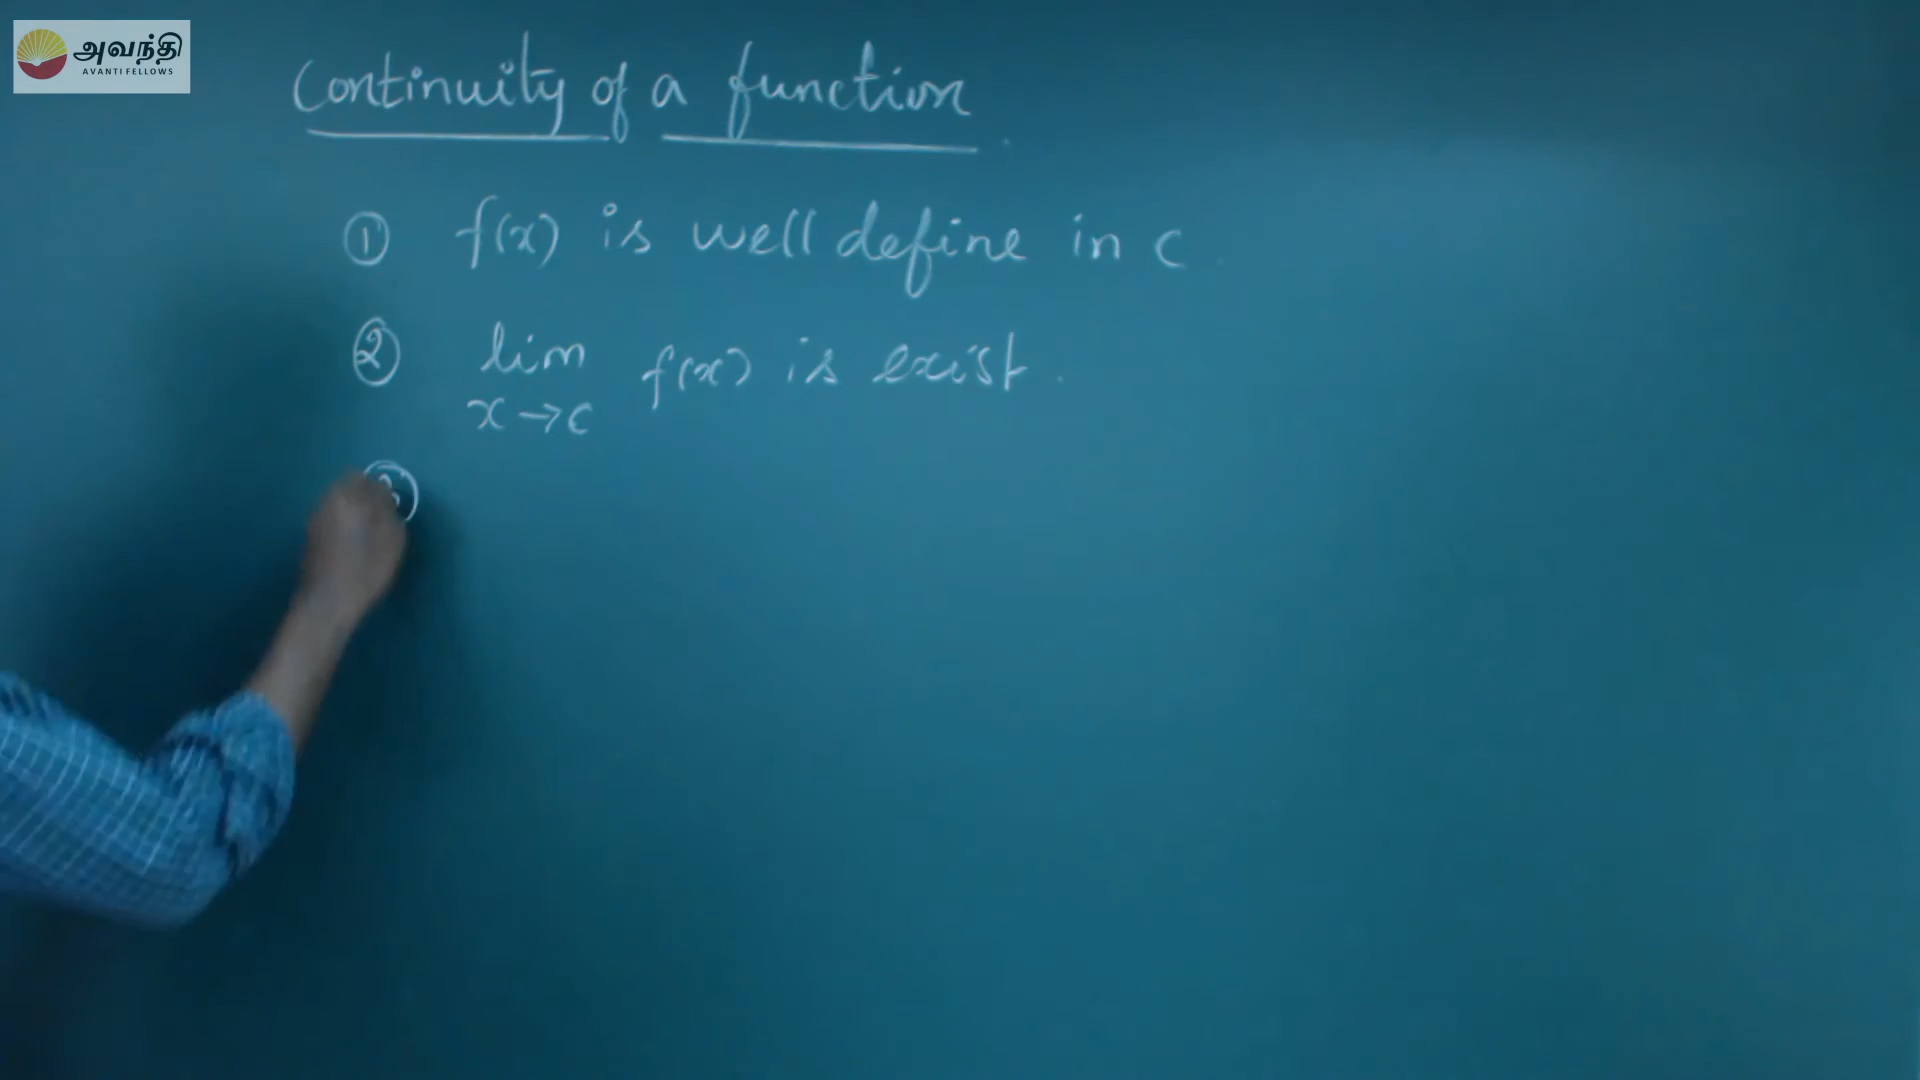 அவந்தி
AVANTI FELLOWS
Continuity of a function
① f(x) is well define in c
② lim f(x) is exist.
x→c